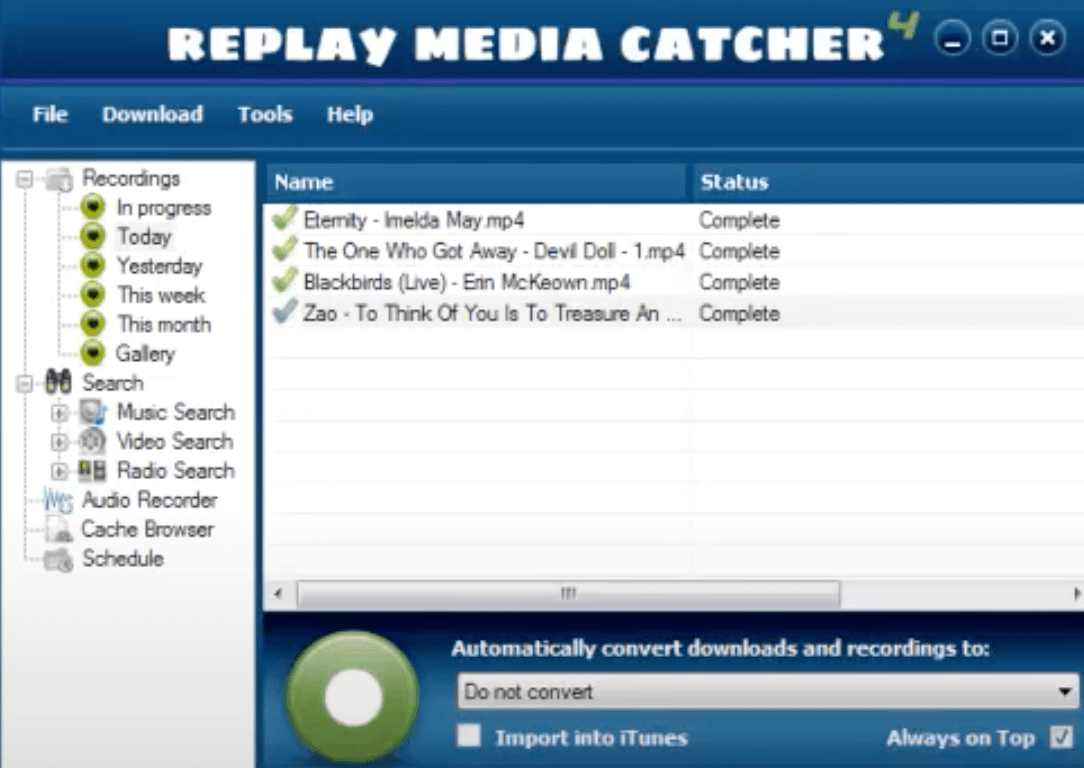 REPLAY MEDIA CATCHER 4
File Download Tools Help
Recordings
In progress
Today
Yesterday
This week
This month
Gallery
Search
Music Search
Video Search
Radio Search
Audio Recorder
Cache Browser
Schedule
Name Status
Eternity - Imelda May.mp4 Complete
The One Who Got Away - Devil Doll - 1.mp4 Complete
Blackbirds (Live) - Erin McKeown.mp4 Complete
Zao - To Think Of You Is To Treasure An ... Complete
Automatically convert downloads and recordings to:
Do not convert
Import into iTunes Always on Top